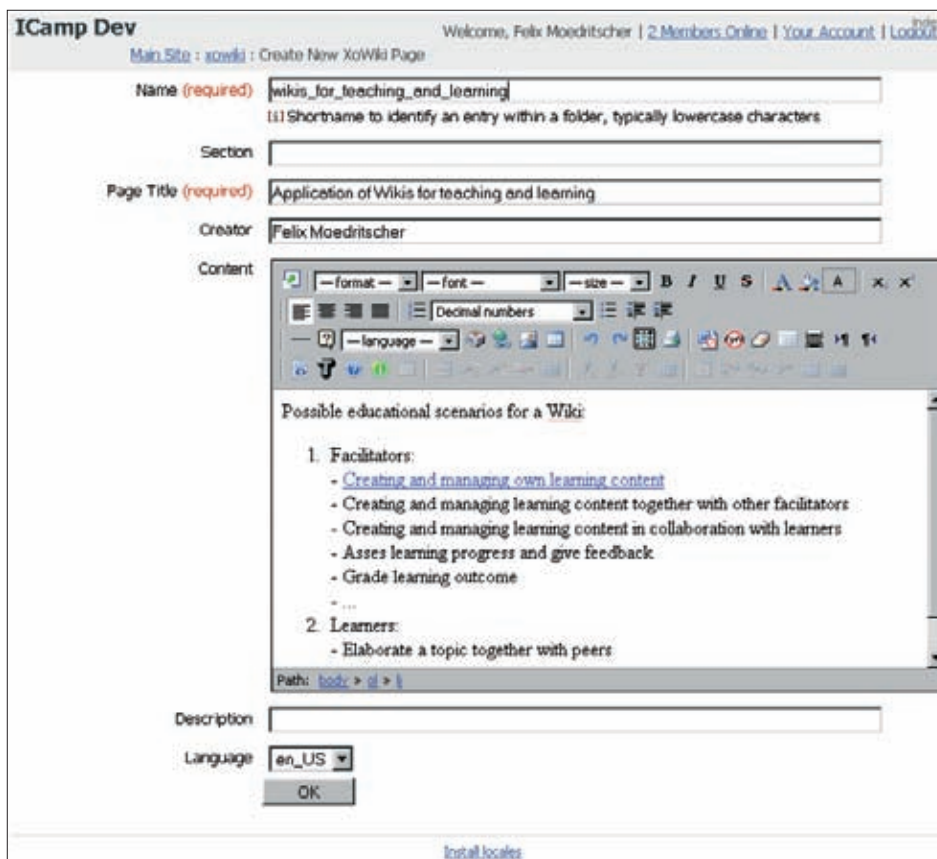 ICamp Dev
Welcome, Felix Moedritscher | 2 Members Online | Your Account | Logout
Main Site : xowiki : Create New XoWiki Page
Name (required) wikis_for_teaching_and_learning
[i] Shortname to identify an entry within a folder, typically lowercase characters
Section
Page Title (required) Application of Wikis for teaching and learning
Creator Felix Moedritscher
Content
— format — — font — — size — B I U S A A x, x'
Decimal numbers
— language —
Possible educational scenarios for a Wiki:
1. Facilitators:
- Creating and managing own learning content
- Creating and managing learning content together with other facilitators
- Creating and managing learning content in collaboration with learners
- Asses learning progress and give feedback
- Grade learning outcome
- ...
2. Learners:
- Elaborate a topic together with peers
Path: body » ol » li
Description
Language en_US
OK
Install locales